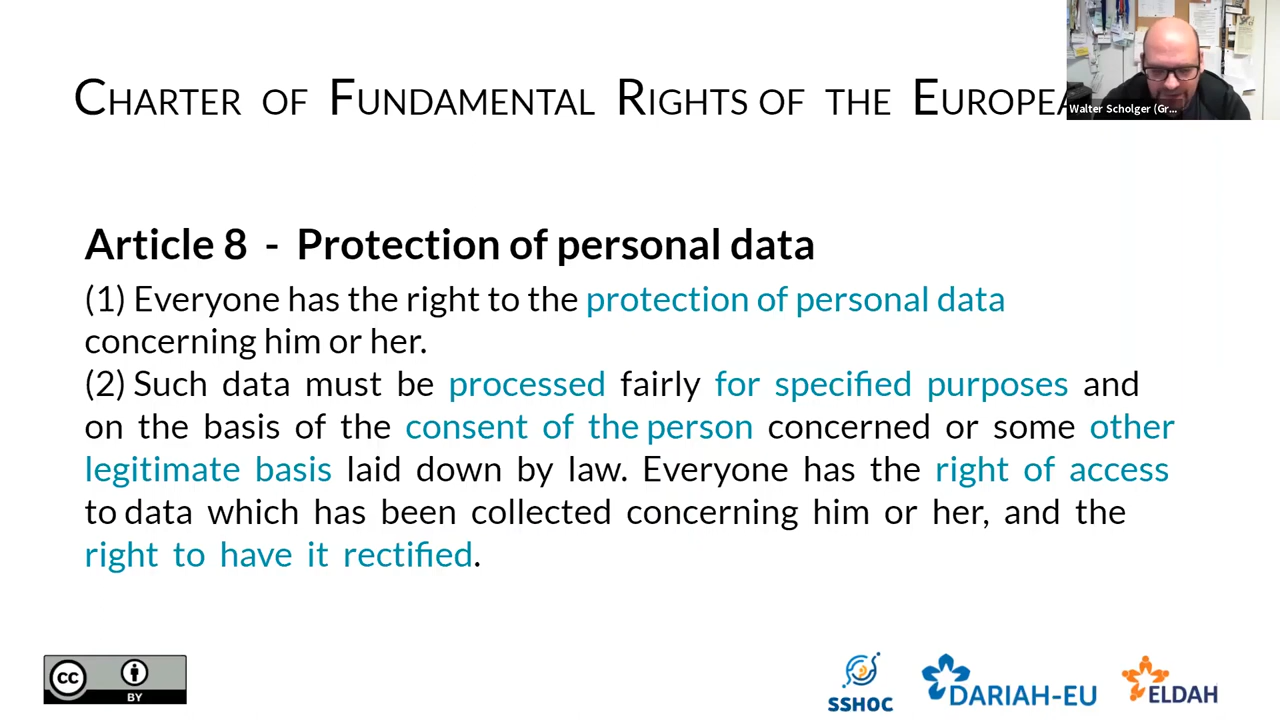 CHARTER OF FUNDAMENTAL RIGHTS OF THE EUROPEA
Walter Scholger (Gr...
Article 8 - Protection of personal data
(1) Everyone has the right to the protection of personal data
concerning him or her.
(2) Such data must be processed fairly for specified purposes and
on the basis of the consent of the person concerned or some other
legitimate basis laid down by law. Everyone has the right of access
to data which has been collected concerning him or her, and the
right to have it rectified.
CC BY
SSHOC
DARIAH-EU
ELDAH